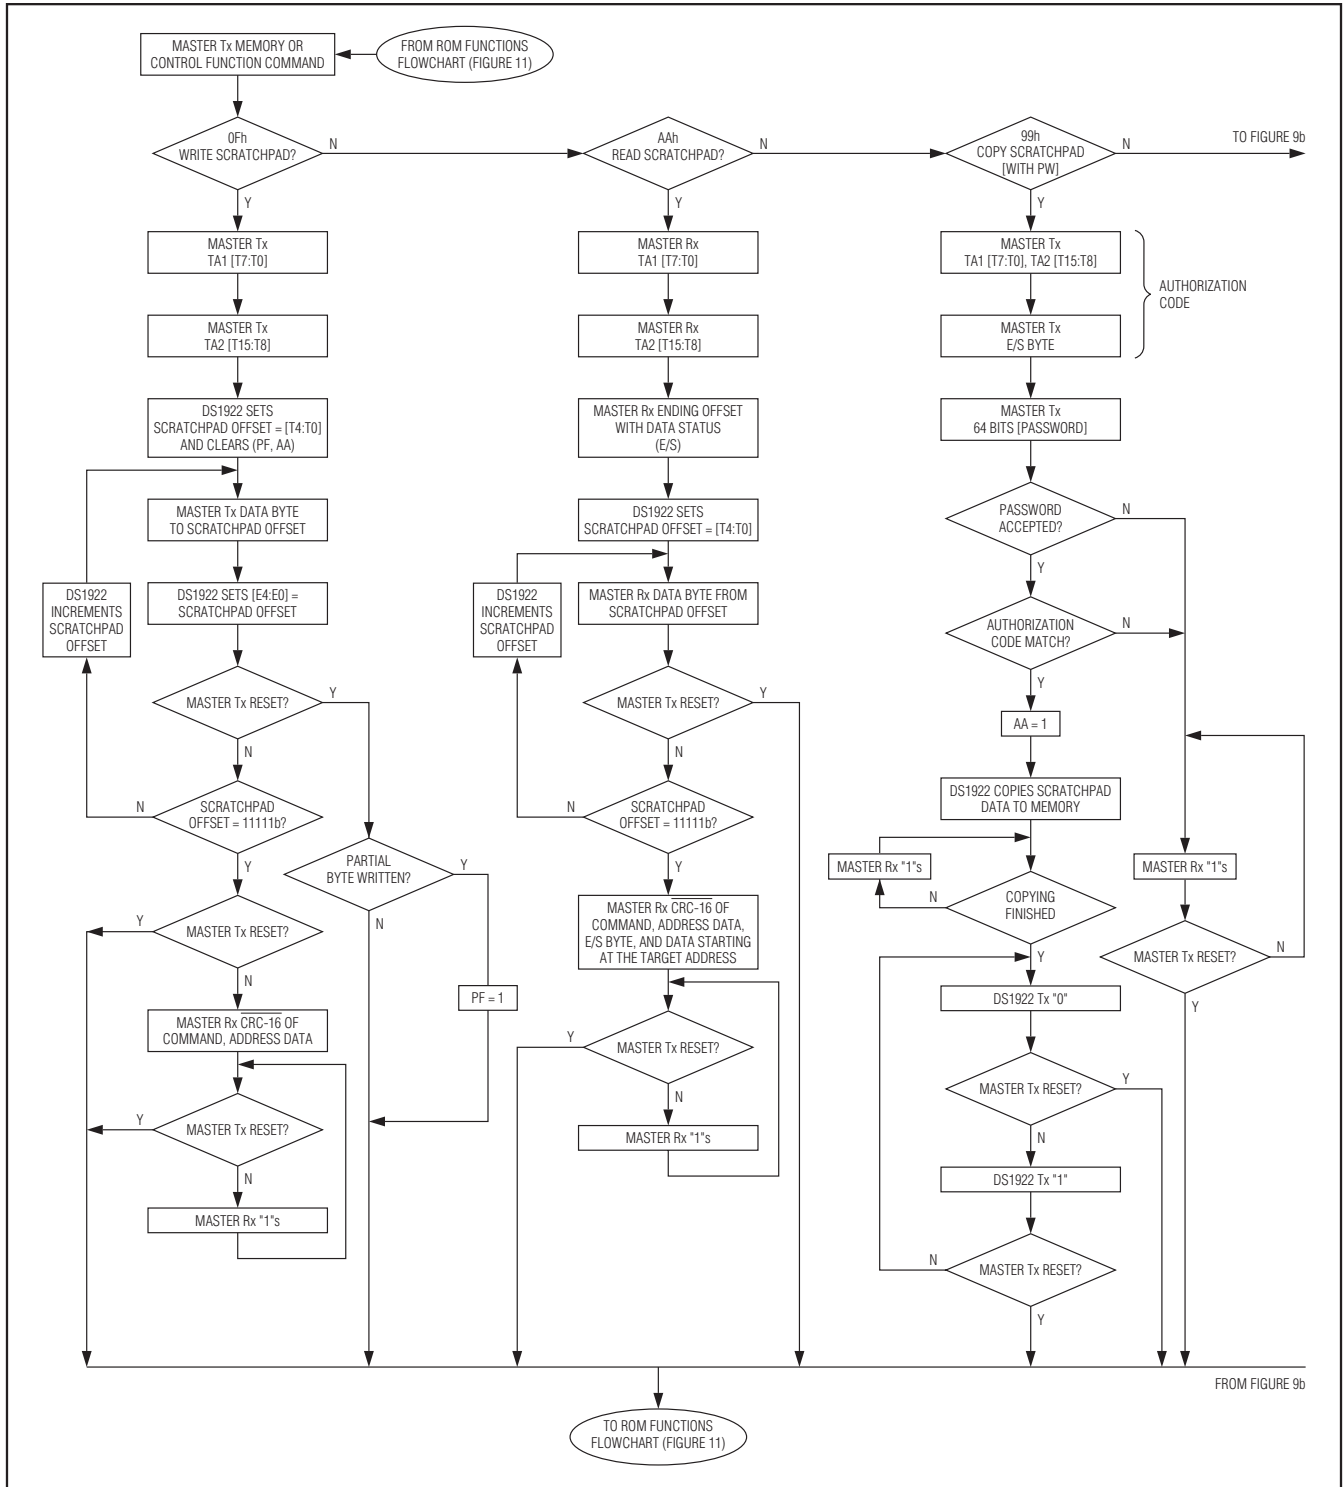 MASTER Tx MEMORY OR
CONTROL FUNCTION COMMAND
FROM ROM FUNCTIONS
FLOWCHART (FIGURE 11)
0Fh
WRITE SCRATCHPAD?
N
Y
MASTER Tx
TA1 [T7:T0]
MASTER Tx
TA2 [T15:T8]
DS1922 SETS
SCRATCHPAD OFFSET = [T4:T0]
AND CLEARS (PF, AA)
MASTER Tx DATA BYTE
TO SCRATCHPAD OFFSET
DS1922
INCREMENTS
SCRATCHPAD
OFFSET
DS1922 SETS [E4:E0] =
SCRATCHPAD OFFSET
MASTER Tx RESET?
Y
N
SCRATCHPAD
OFFSET = 11111b?
N
Y
PARTIAL
BYTE WRITTEN?
Y
N
PF = 1
MASTER Tx RESET?
Y
N
MASTER Rx CRC-16 OF
COMMAND, ADDRESS DATA
MASTER Tx RESET?
Y
N
MASTER Rx "1"s
AAh
READ SCRATCHPAD?
N
Y
MASTER Rx
TA1 [T7:T0]
MASTER Rx
TA2 [T15:T8]
MASTER Rx ENDING OFFSET
WITH DATA STATUS
(E/S)
DS1922 SETS
SCRATCHPAD OFFSET = [T4:T0]
DS1922
INCREMENTS
SCRATCHPAD
OFFSET
MASTER Rx DATA BYTE FROM
SCRATCHPAD OFFSET
MASTER Tx RESET?
Y
N
SCRATCHPAD
OFFSET = 11111b?
N
Y
MASTER Rx CRC-16 OF
COMMAND, ADDRESS DATA,
E/S BYTE, AND DATA STARTING
AT THE TARGET ADDRESS
MASTER Tx RESET?
Y
N
MASTER Rx "1"s
99h
COPY SCRATCHPAD
[WITH PW]
N
TO FIGURE 9b
Y
MASTER Tx
TA1 [T7:T0], TA2 [T15:T8]
MASTER Tx
E/S BYTE
AUTHORIZATION
CODE
MASTER Tx
64 BITS [PASSWORD]
PASSWORD
ACCEPTED?
N
Y
AUTHORIZATION
CODE MATCH?
N
Y
AA = 1
DS1922 COPIES SCRATCHPAD
DATA TO MEMORY
MASTER Rx "1"s
COPYING
FINISHED
N
Y
MASTER Rx "1"s
MASTER Tx RESET?
N
Y
DS1922 Tx "0"
MASTER Tx RESET?
Y
N
DS1922 Tx "1"
MASTER Tx RESET?
N
Y
FROM FIGURE 9b
TO ROM FUNCTIONS
FLOWCHART (FIGURE 11)